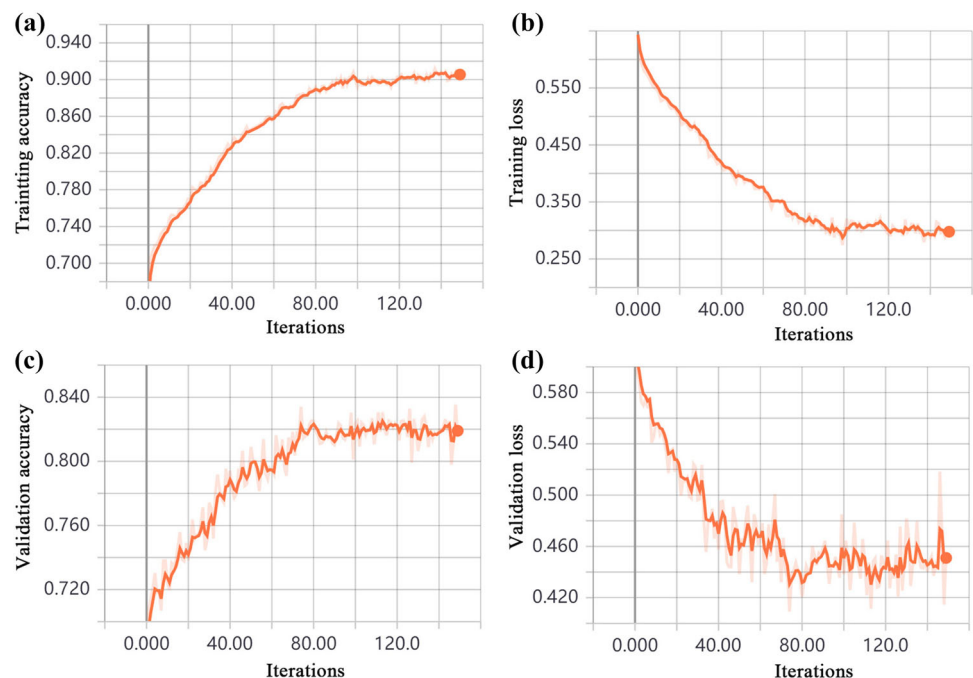 (a)
0.940
0.900
0.860
0.820
0.780
0.740
0.700
Trainting accuracy
0.000 40.00 80.00 120.0
Iterations
(b)
0.550
0.450
0.350
0.250
Training loss
0.000 40.00 80.00 120.0
Iterations
(c)
0.840
0.800
0.760
0.720
Validation accuracy
0.000 40.00 80.00 120.0
Iterations
(d)
0.580
0.540
0.500
0.460
0.420
Validation loss
0.000 40.00 80.00 120.0
Iterations